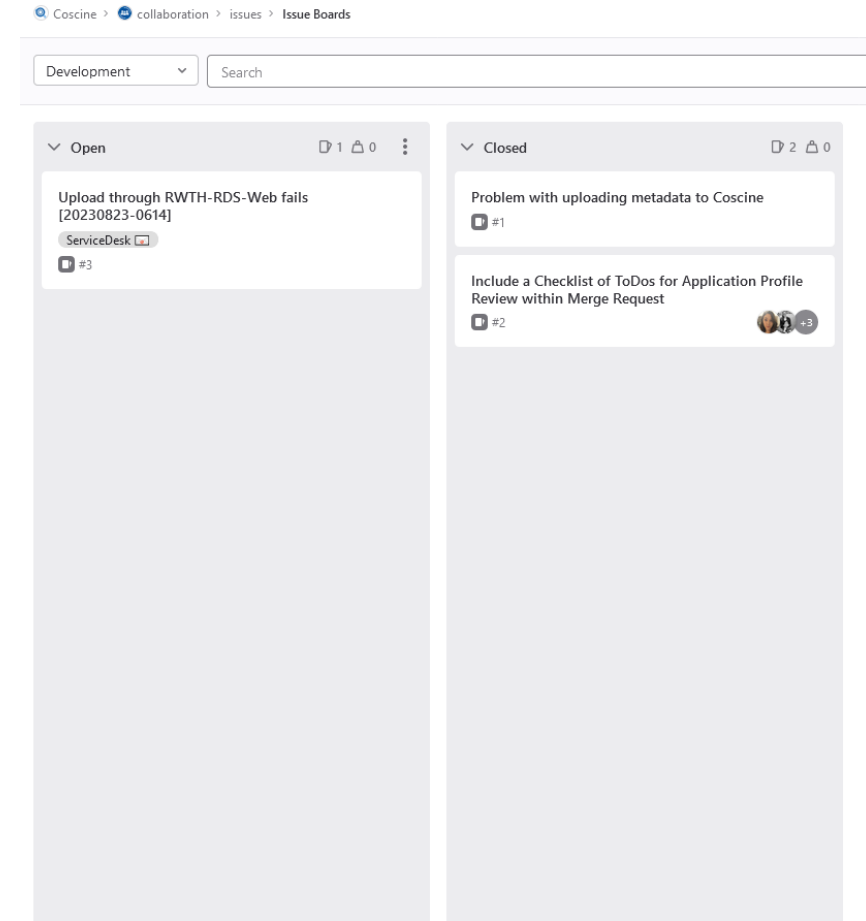 Coscine > collaboration > issues > Issue Boards
Development
Search
Open 1 0
Upload through RWTH-RDS-Web fails
[20230823-0614]
ServiceDesk
#3
Closed 2 0
Problem with uploading metadata to Coscine
#1
Include a Checklist of ToDos for Application Profile
Review within Merge Request
#2 +3